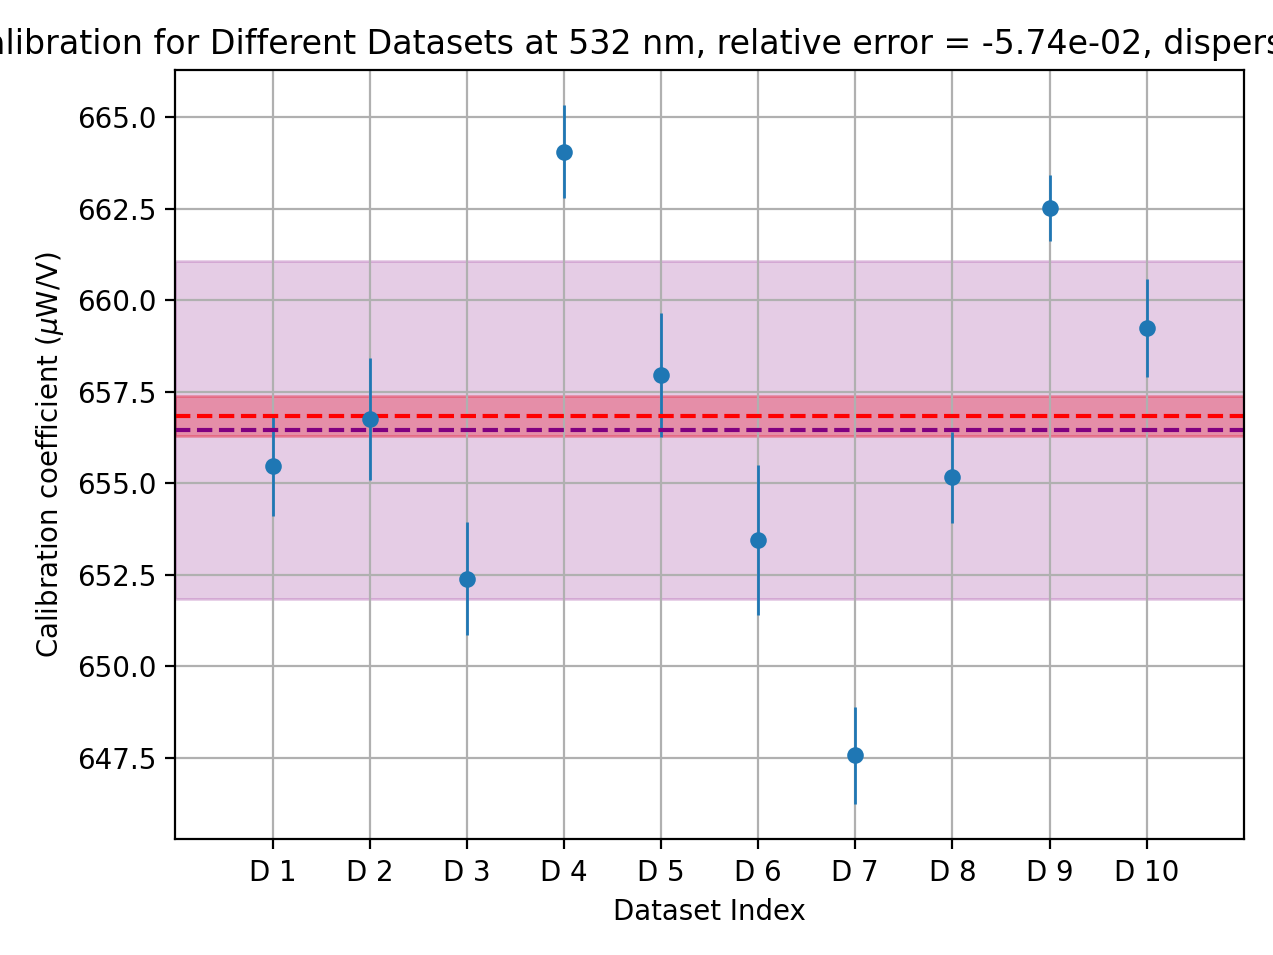 alibration for Different Datasets at 532 nm, relative error = -5.74e-02, dispers
665.0
662.5
660.0
657.5
655.0
652.5
650.0
647.5
Calibration coefficient (μW/V)
D 1 D 2 D 3 D 4 D 5 D 6 D 7 D 8 D 9 D 10
Dataset Index